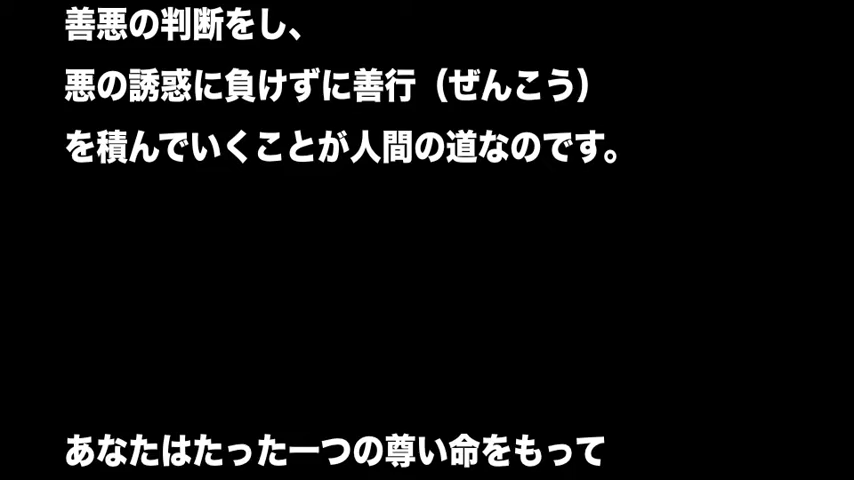 善悪の判断をし、
悪の誘惑に負けずに善行（ぜんこう）
を積んでいくことが人間の道なのです。
あなたはたった一つの尊い命をもって